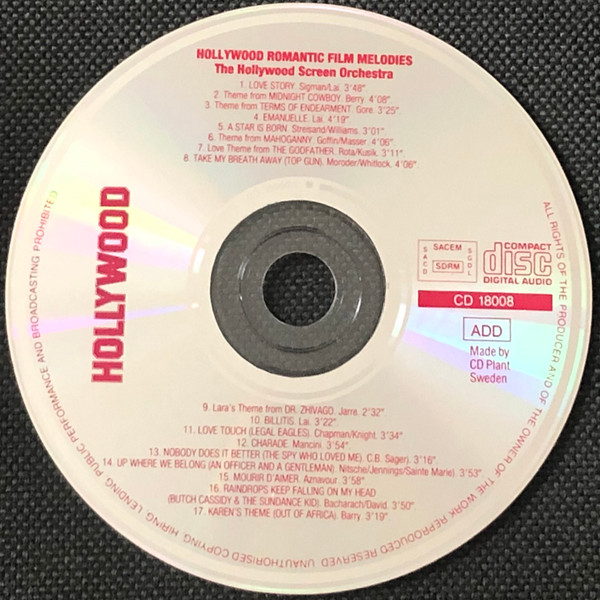 HOLLYWOOD ROMANTIC FILM MELODIES
The Hollywood Screen Orchestra
1. LOVE STORY. Sigman/Lai. 3'48".
2. Theme from MIDNIGHT COWBOY. Berry. 4'08"
3. Theme from TERMS OF ENDEARMENT. Gore. 3'25"
4. EMANUELLE. Lai. 4'19"
5. A STAR IS BORN. Streisand/Williams. 3'01"
6. Theme from MAHOGANNY. Goffin/Masser. 4'06"
7. Love Theme from THE GODFATHER. Rota/Kusik. 3'11"
8. TAKE MY BREATH AWAY (TOP GUN). Moroder/Whitlock. 4'06"
HOLLYWOOD
SACEM
SACD
SDRM
SGDL
COMPACT
disc
DIGITAL AUDIO
CD 18008
ADD
Made by
CD Plant
Sweden
9. Lara's Theme from DR. ZHIVAGO. Jarre. 2'32"
10. BILLITIS. Lai. 3'22"
11. LOVE TOUCH (LEGAL EAGLES). Chapman/Knight. 3'34"
12. CHARADE. Mancini. 3'54"
13. NOBODY DOES IT BETTER (THE SPY WHO LOVED ME). C.B. Sager). 3'16"
14. UP WHERE WE BELONG (AN OFFICER AND A GENTLEMAN). Nitsche/Jennings/Sainte Marie). 3'53"
15. MOURIR D'AIMER. Aznavour. 3'58"
16. RAINDROPS KEEP FALLING ON MY HEAD
(BUTCH CASSIDY & THE SUNDANCE KID). Bacharach/David. 3'50"
17. KAREN'S THEME (OUT OF AFRICA). Barry. 3'19"
ALL RIGHTS OF THE PRODUCER AND OF THE OWNER OF THE WORK REPRODUCED RESERVED. UNAUTHORISED COPYING. HIRING. LENDING. PUBLIC PERFORMANCE AND BROADCASTING PROHIBITED